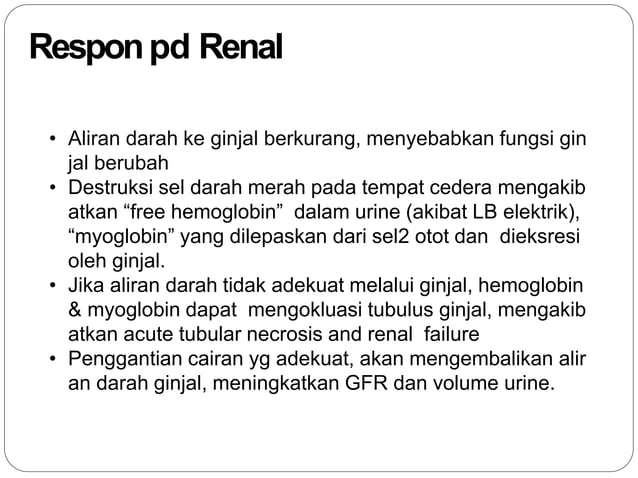 Respon pd Renal
• Aliran darah ke ginjal berkurang, menyebabkan fungsi gin
jal berubah
• Destruksi sel darah merah pada tempat cedera mengakib
atkan “free hemoglobin” dalam urine (akibat LB elektrik),
“myoglobin” yang dilepaskan dari sel2 otot dan dieksresi
oleh ginjal.
• Jika aliran darah tidak adekuat melalui ginjal, hemoglobin
& myoglobin dapat mengokluasi tubulus ginjal, mengakib
atkan acute tubular necrosis and renal failure
• Penggantian cairan yg adekuat, akan mengembalikan alir
an darah ginjal, meningkatkan GFR dan volume urine.